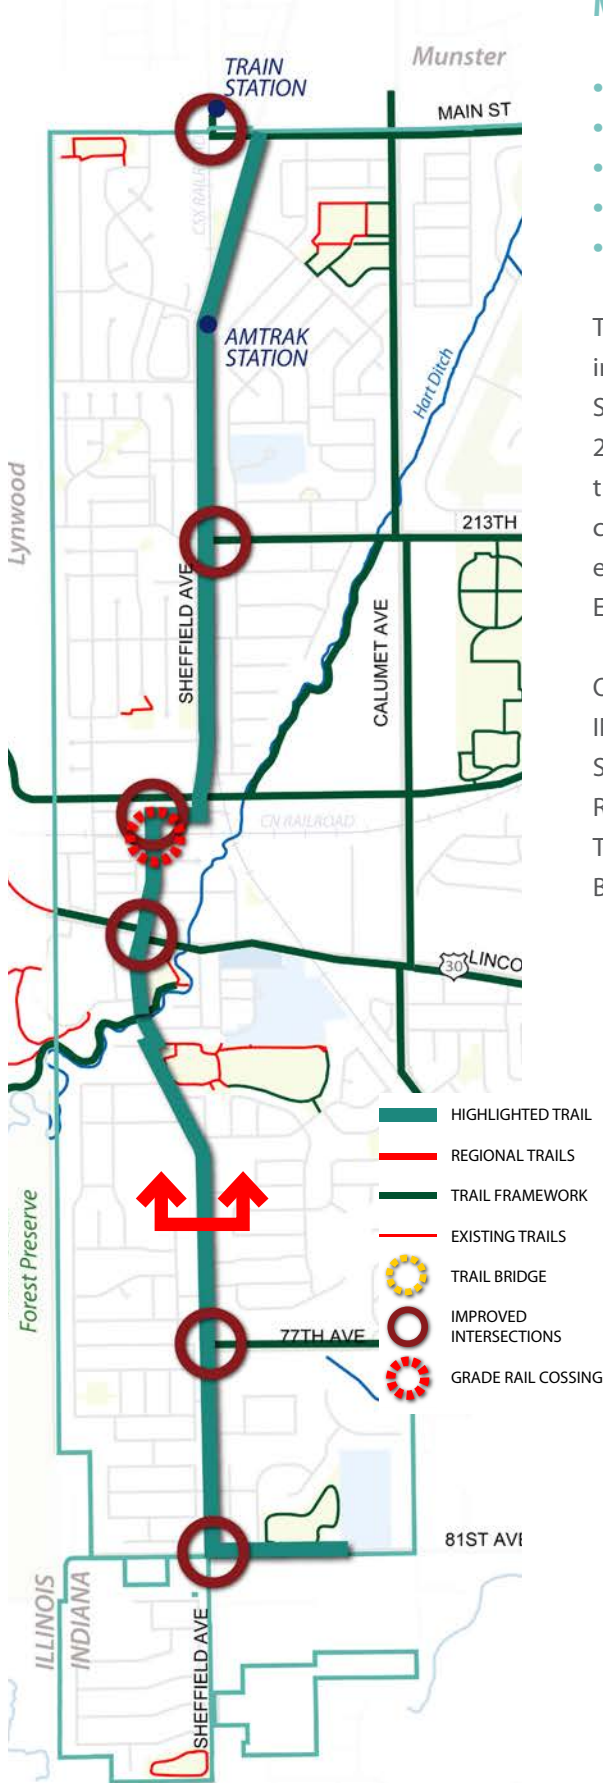 Munster
TRAIN
STATION
MAIN ST
CSX RAILROAD
AMTRAK
STATION
Hart Ditch
Lynwood
213TH
SHEFFIELD AVE
CALUMET AVE
CN RAILROAD
30
LINCO
HIGHLIGHTED TRAIL
REGIONAL TRAILS
TRAIL FRAMEWORK
EXISTING TRAILS
TRAIL BRIDGE
IMPROVED
INTERSECTIONS
GRADE RAIL COSSING
Forest Preserve
77TH AVE
81ST AVE
ILLINOIS
INDIANA
SHEFFIELD AVE